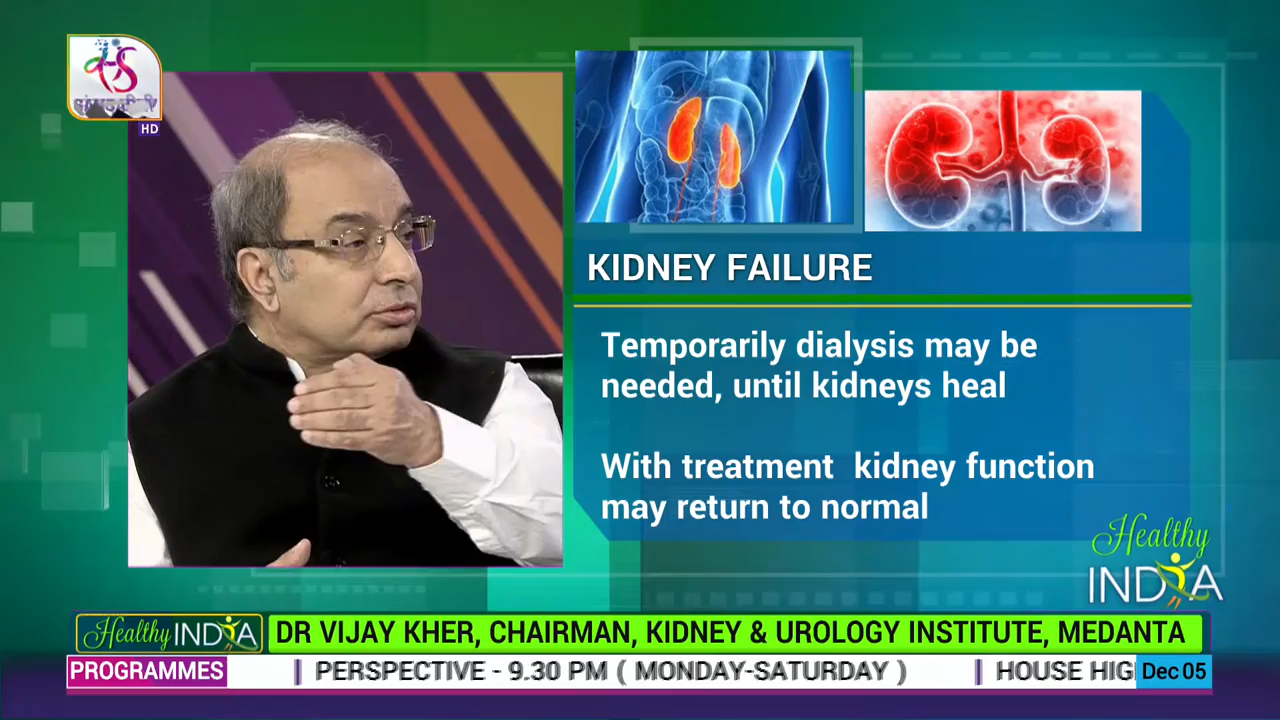 HD
KIDNEY FAILURE
Temporarily dialysis may be
needed, until kidneys heal
With treatment kidney function
may return to normal
Healthy
INDIA
Healthy INDIA
DR VIJAY KHER, CHAIRMAN, KIDNEY & UROLOGY INSTITUTE, MEDANTA
PROGRAMMES | PERSPECTIVE - 9.30 PM ( MONDAY-SATURDAY ) | HOUSE HIG Dec 05